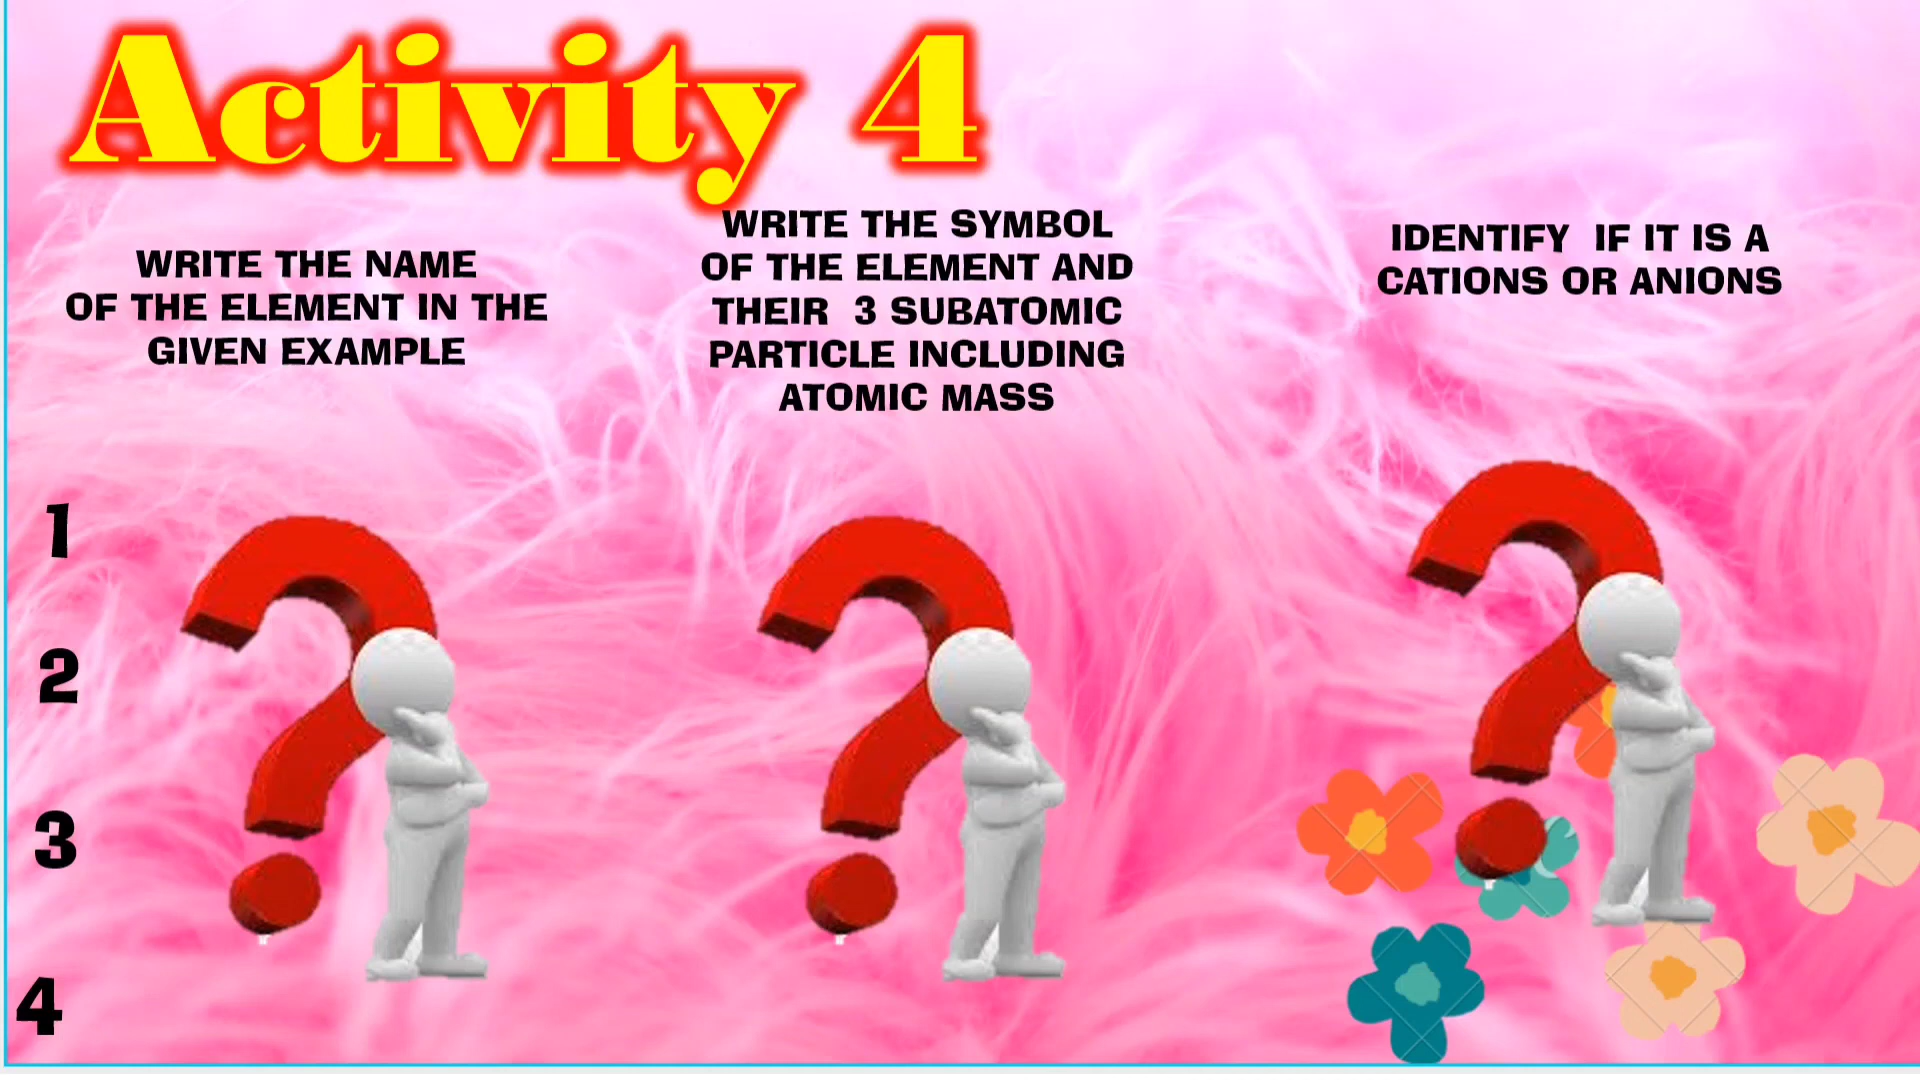 Activity 4
WRITE THE NAME
OF THE ELEMENT IN THE
GIVEN EXAMPLE
WRITE THE SYMBOL
OF THE ELEMENT AND
THEIR 3 SUBATOMIC
PARTICLE INCLUDING
ATOMIC MASS
IDENTIFY IF IT IS A
CATIONS OR ANIONS
1
2
3
4